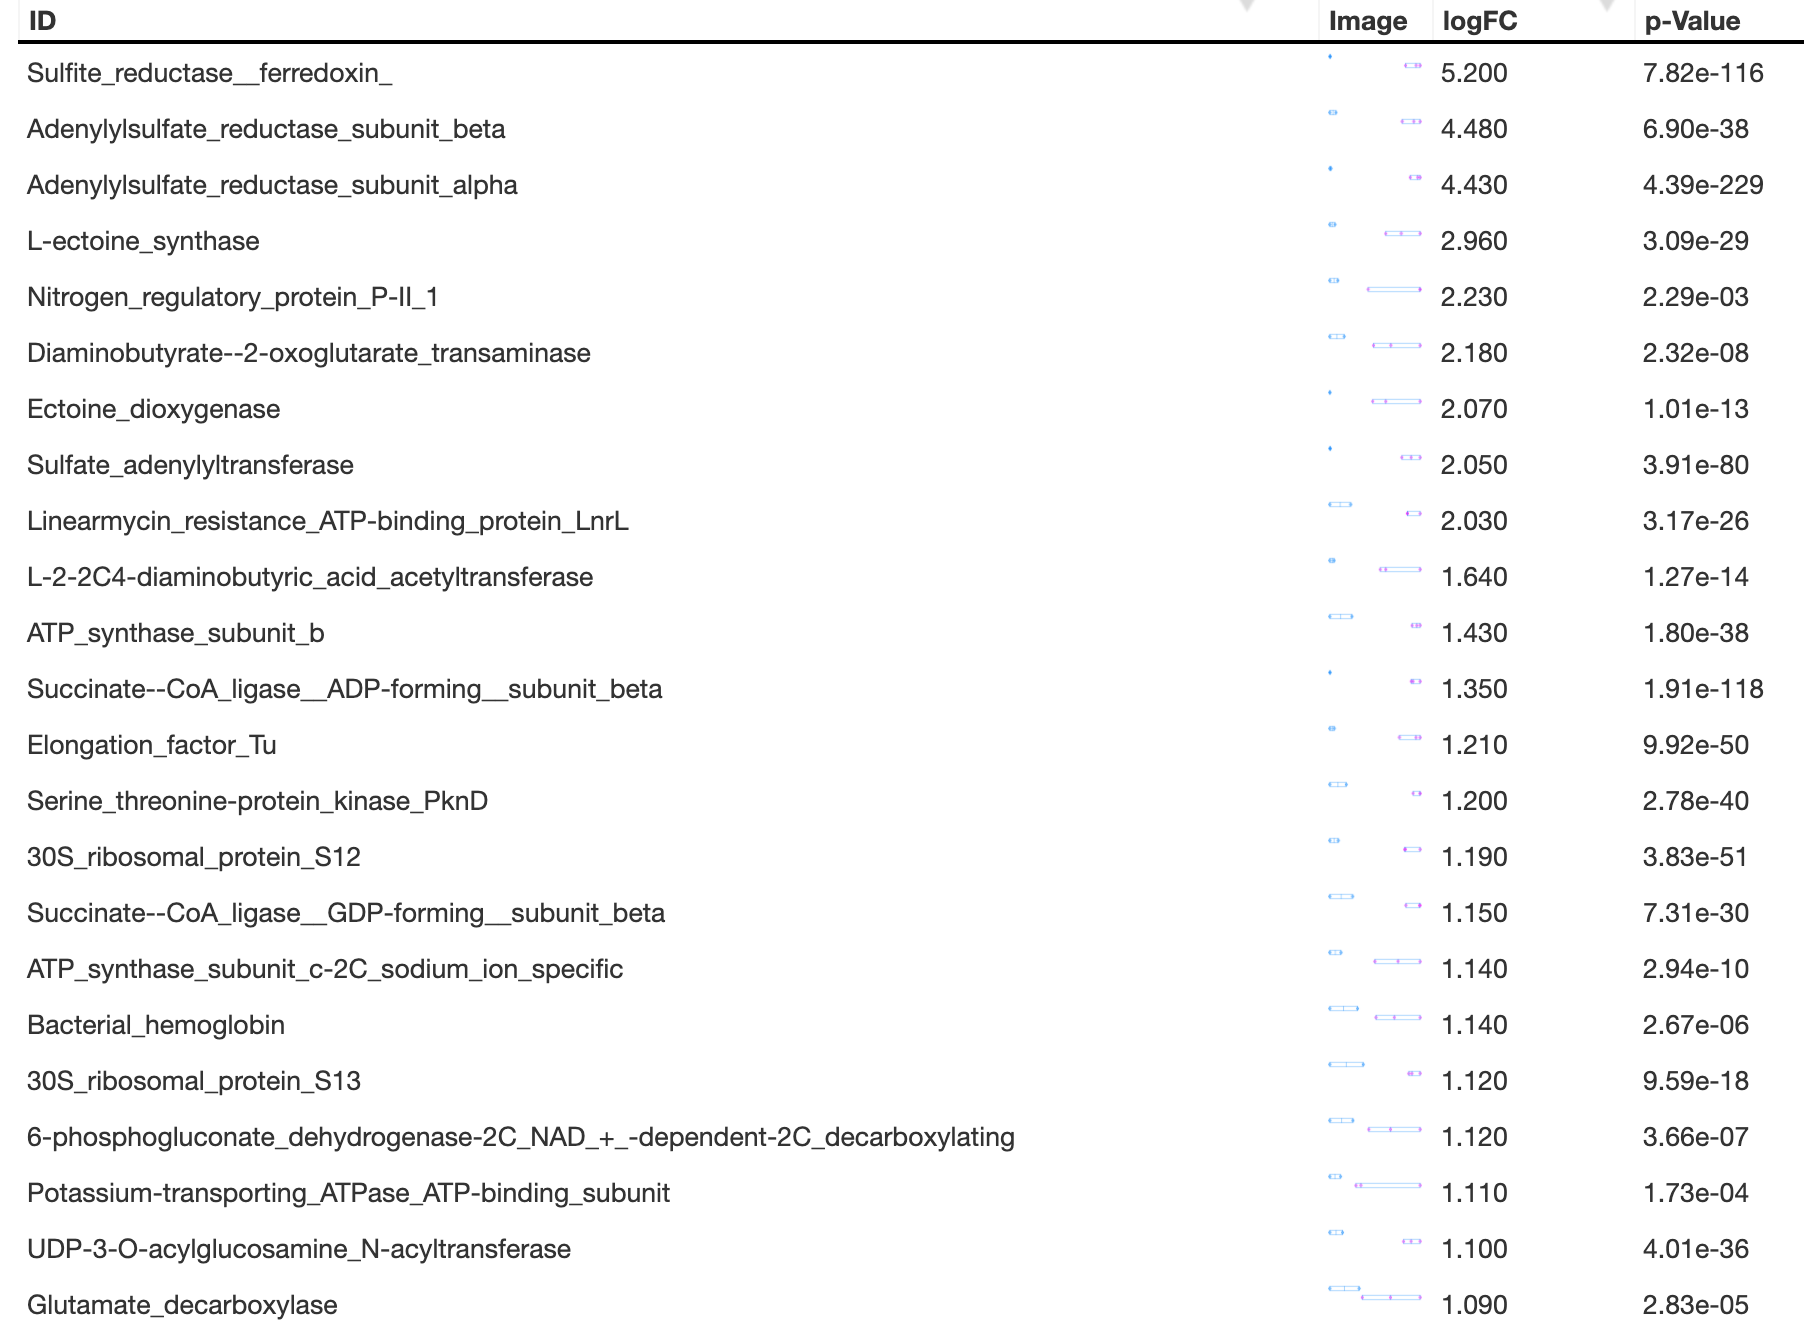 ID Image logFC p-Value
Sulfite_reductase__ferredoxin_ 5.200 7.82e-116
Adenylylsulfate_reductase_subunit_beta 4.480 6.90e-38
Adenylylsulfate_reductase_subunit_alpha 4.430 4.39e-229
L-ectoine_synthase 2.960 3.09e-29
Nitrogen_regulatory_protein_P-II_1 2.230 2.29e-03
Diaminobutyrate--2-oxoglutarate_transaminase 2.180 2.32e-08
Ectoine_dioxygenase 2.070 1.01e-13
Sulfate_adenylyltransferase 2.050 3.91e-80
Linearmycin_resistance_ATP-binding_protein_LnrL 2.030 3.17e-26
L-2-2C4-diaminobutyric_acid_acetyltransferase 1.640 1.27e-14
ATP_synthase_subunit_b 1.430 1.80e-38
Succinate--CoA_ligase__ADP-forming__subunit_beta 1.350 1.91e-118
Elongation_factor_Tu 1.210 9.92e-50
Serine_threonine-protein_kinase_PknD 1.200 2.78e-40
30S_ribosomal_protein_S12 1.190 3.83e-51
Succinate--CoA_ligase__GDP-forming__subunit_beta 1.150 7.31e-30
ATP_synthase_subunit_c-2C_sodium_ion_specific 1.140 2.94e-10
Bacterial_hemoglobin 1.140 2.67e-06
30S_ribosomal_protein_S13 1.120 9.59e-18
6-phosphogluconate_dehydrogenase-2C_NAD_+_-dependent-2C_decarboxylating 1.120 3.66e-07
Potassium-transporting_ATPase_ATP-binding_subunit 1.110 1.73e-04
UDP-3-O-acylglucosamine_N-acyltransferase 1.100 4.01e-36
Glutamate_decarboxylase 1.090 2.83e-05